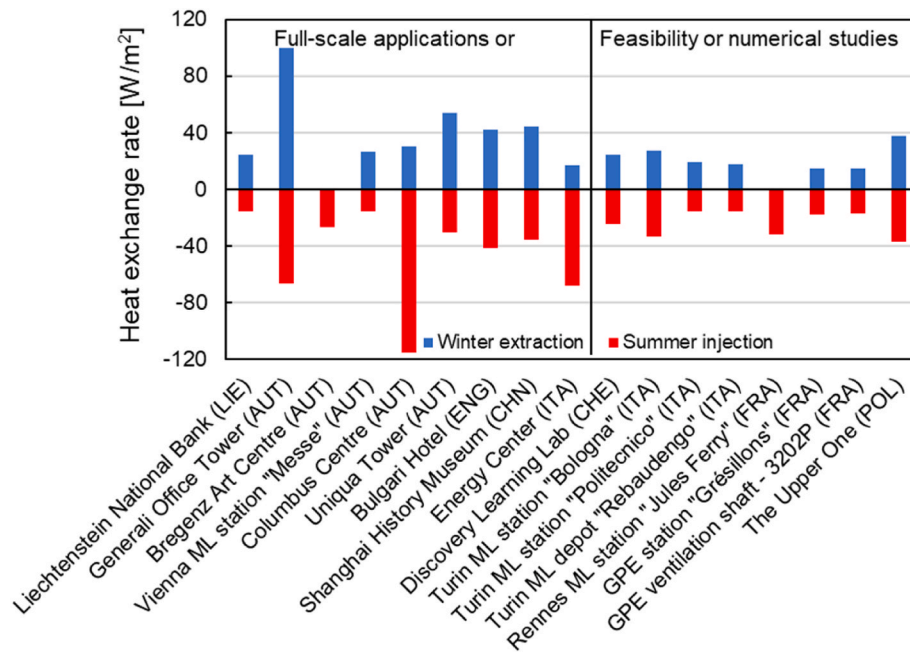 Heat exchange rate [W/m²]
120
80
40
0
-40
-80
-120
Full-scale applications or
Feasibility or numerical studies
Winter extraction
Summer injection
Liechtenstein National Bank (LIE)
Generali Office Tower (AUT)
Bregenz Art Centre (AUT)
Vienna ML station "Messe" (AUT)
Columbus Centre (AUT)
Uniqua Tower (AUT)
Bulgari Hotel (ENG)
Shanghai History Museum (CHN)
Energy Center (ITA)
Discovery Learning Lab (CHE)
Turin ML station "Bologna" (ITA)
Turin ML station "Politecnico" (ITA)
Turin ML depot "Rebaudengo" (ITA)
Rennes ML station "Jules Ferry" (FRA)
GPE station "Grésillons" (FRA)
GPE ventilation shaft - 3202P (FRA)
The Upper One (POL)